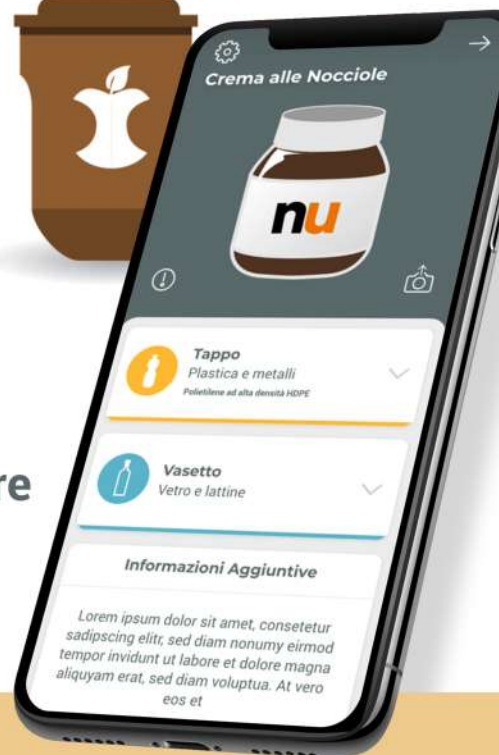 Crema alle Nocciole
nu
Tappo
Plastica e metalli
Polietilene ad alta densità HDPE
Vasetto
Vetro e lattine
re
Informazioni Aggiuntive
Lorem ipsum dolor sit amet, consetetur
sadipscing elitr, sed diam nonumy eirmod
tempor invidunt ut labore et dolore magna
aliquyam erat, sed diam voluptua. At vero
eos et